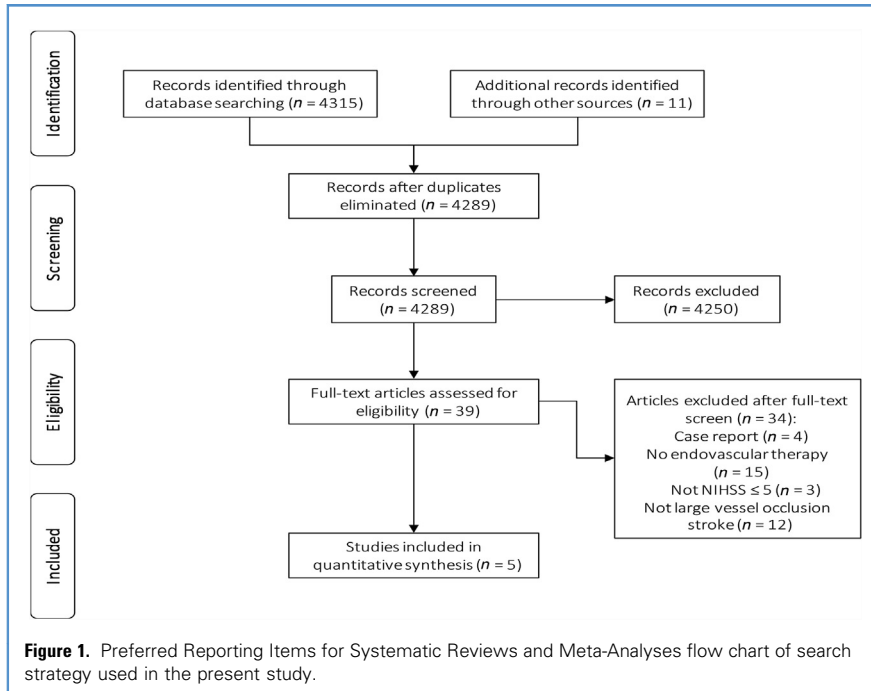 Identification
Records identified through
database searching (n = 4315)
Additional records identified
through other sources (n = 11)
Screening
Records after duplicates
eliminated (n = 4289)
Records screened
(n = 4289)
Records excluded
(n = 4250)
Eligibility
Full-text articles assessed for
eligibility (n = 39)
Articles excluded after full-text
screen (n = 34):
Case report (n = 4)
No endovascular therapy
(n = 15)
Not NIHSS ≤ 5 (n = 3)
Not large vessel occlusion
stroke (n = 12)
Included
Studies included in
quantitative synthesis (n = 5)
Figure 1. Preferred Reporting Items for Systematic Reviews and Meta-Analyses flow chart of search
strategy used in the present study.